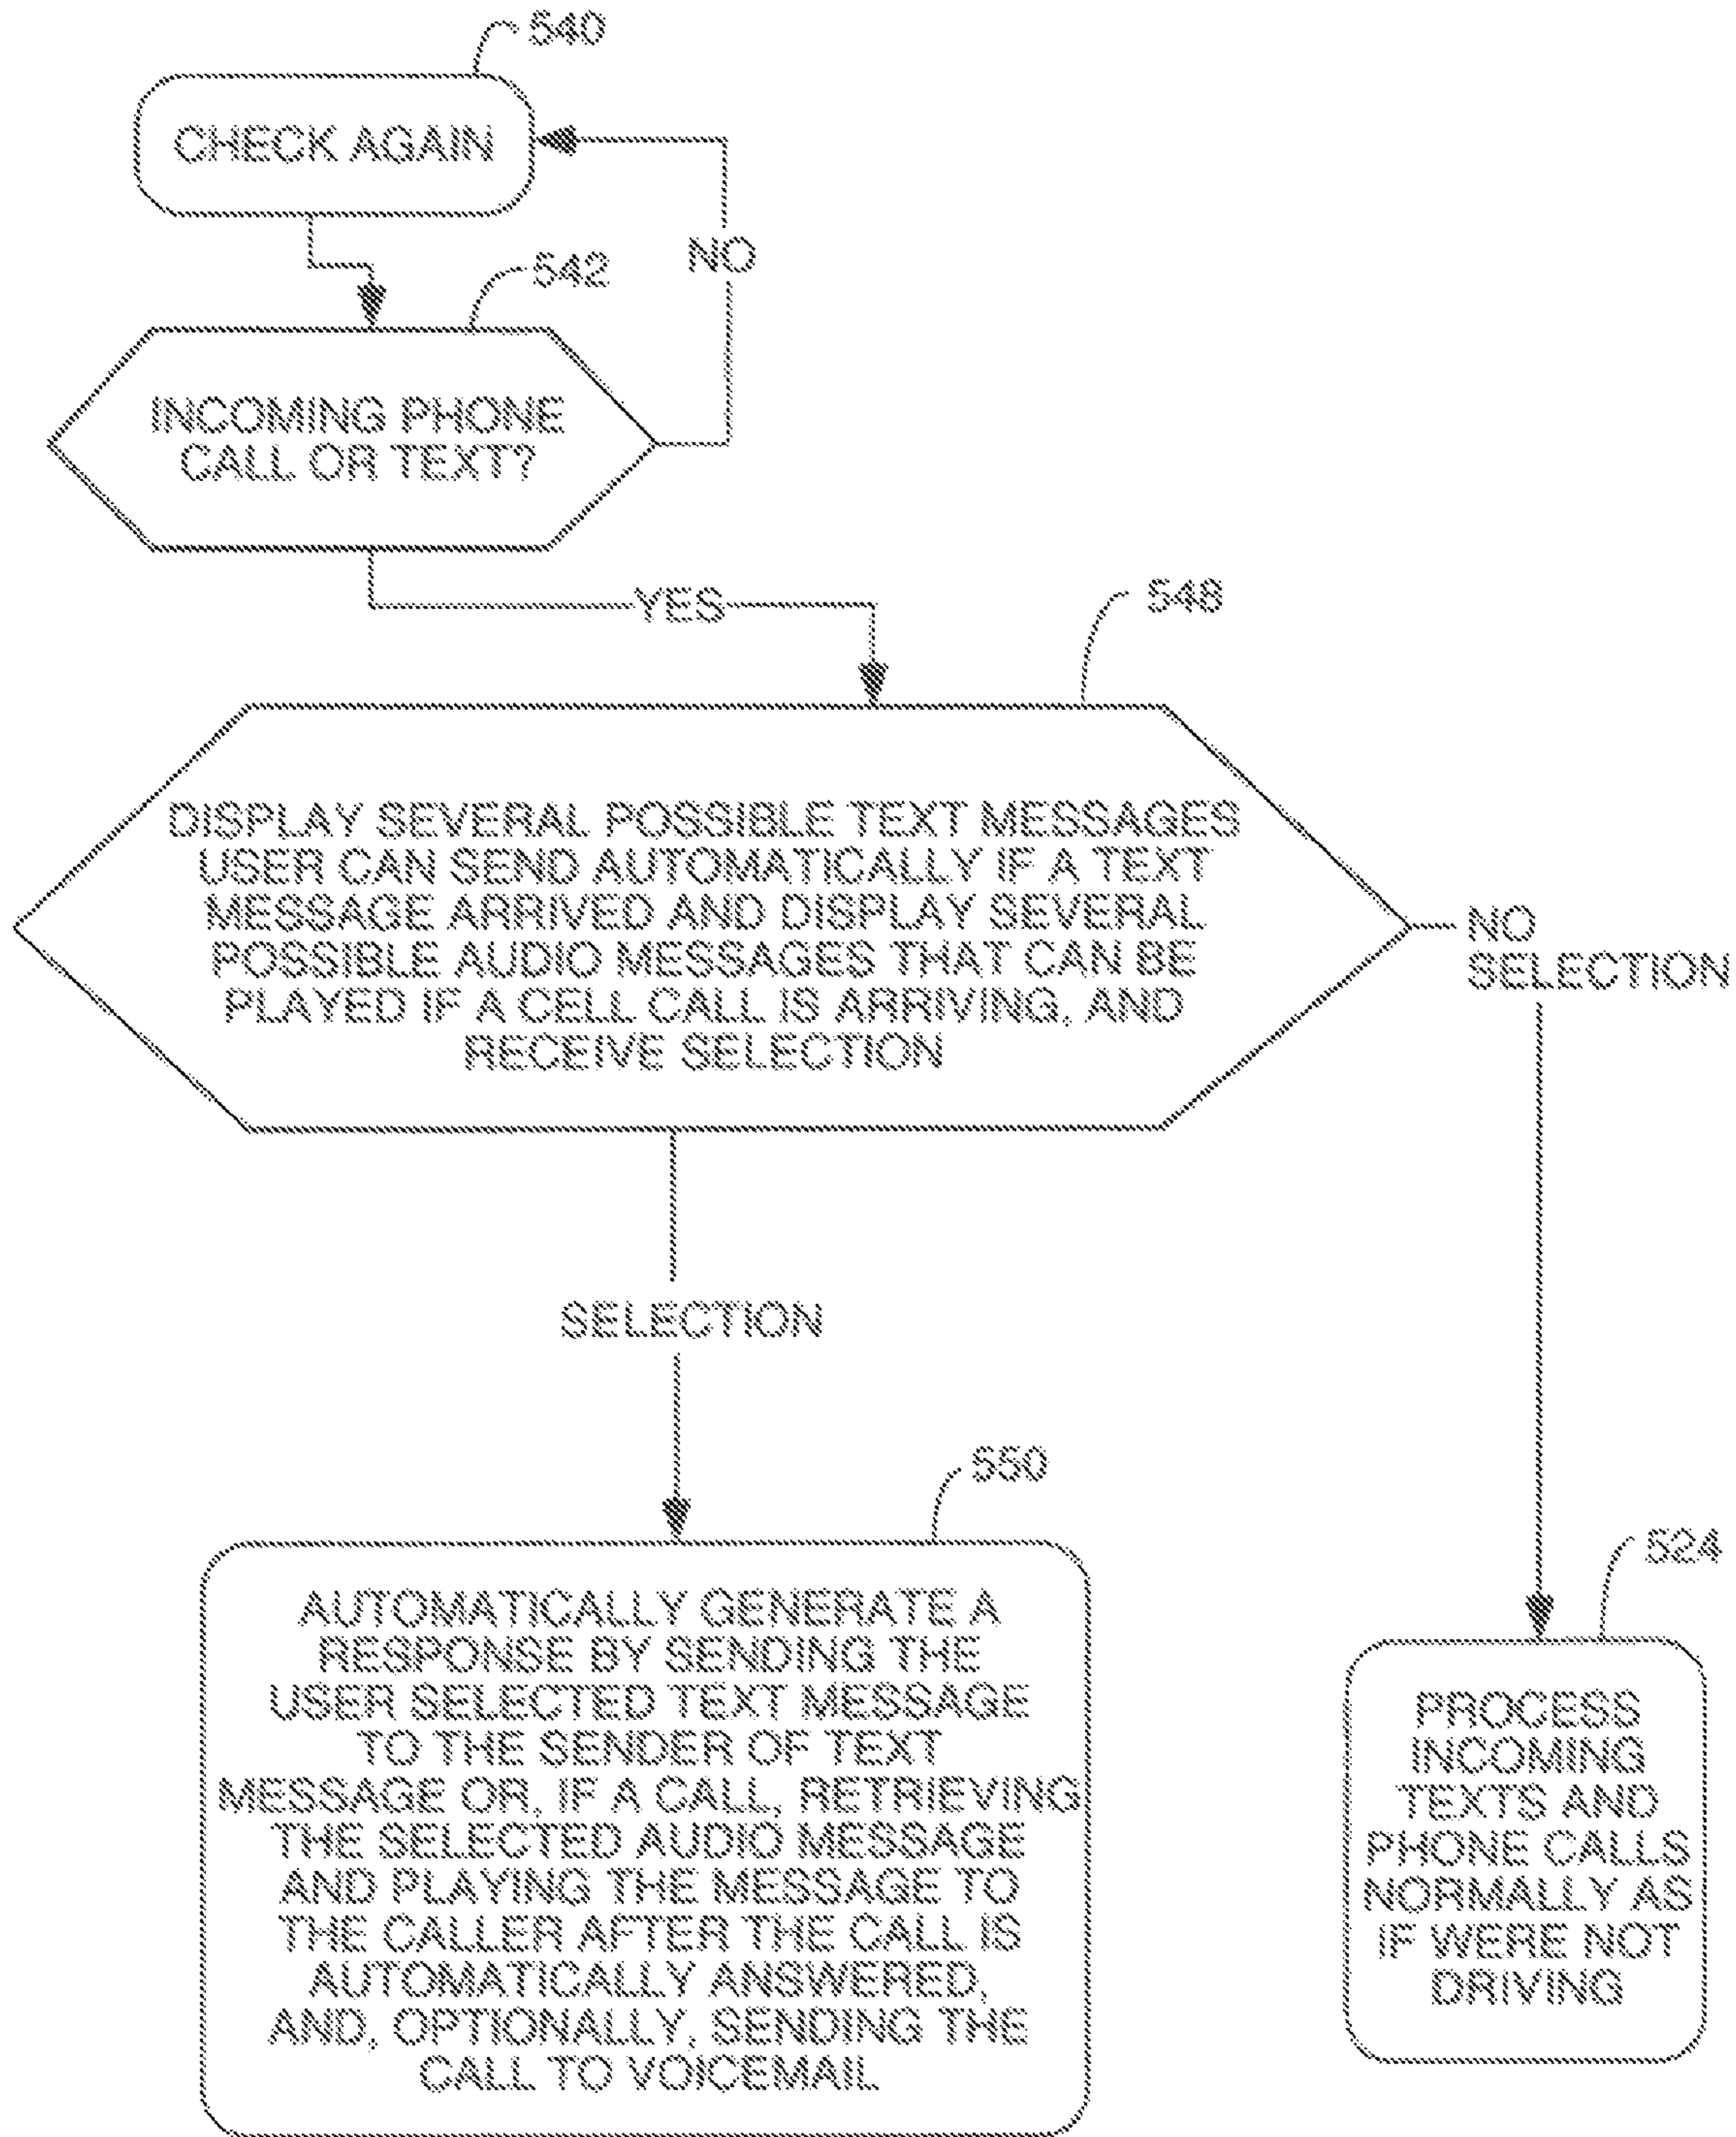 540
CHECK AGAIN
NO
542
INCOMING PHONE
CALL OR TEXT?
YES
548
DISPLAY SEVERAL POSSIBLE TEXT MESSAGES
USER CAN SEND AUTOMATICALLY IF A TEXT
MESSAGE ARRIVED AND DISPLAY SEVERAL
POSSIBLE AUDIO MESSAGES THAT CAN BE
PLAYED IF A CELL CALL IS ARRIVING, AND
RECEIVE SELECTION
NO
SELECTION
SELECTION
550
AUTOMATICALLY GENERATE A
RESPONSE BY SENDING THE
USER SELECTED TEXT MESSAGE
TO THE SENDER OF TEXT
MESSAGE OR, IF A CALL, RETRIEVING
THE SELECTED AUDIO MESSAGE
AND PLAYING THE MESSAGE TO
THE CALLER AFTER THE CALL IS
AUTOMATICALLY ANSWERED,
AND, OPTIONALLY, SENDING THE
CALL TO VOICEMAIL
524
PROCESS
INCOMING
TEXTS AND
PHONE CALLS
NORMALLY AS
IF WERE NOT
DRIVING